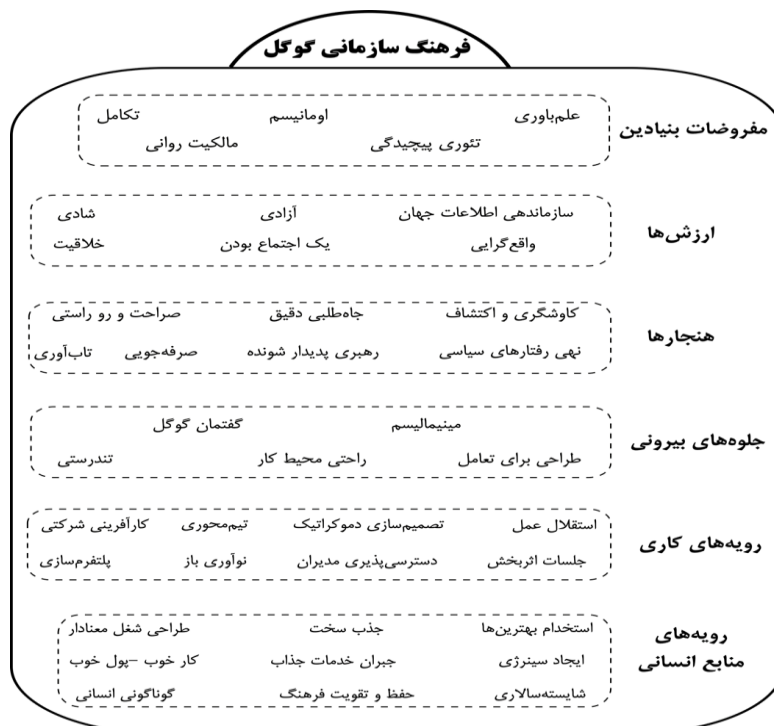 فرهنگ سازمانی گوگل
مفروضات بنیادین
علم‌باوری اومانیسم تکامل
تئوری پیچیدگی مالکیت روانی
ارزش‌ها
سازماندهی اطلاعات جهان آزادی شادی
واقع‌گرایی یک اجتماع بودن خلاقیت
هنجارها
کاوشگری و اکتشاف جاه‌طلبی دقیق صراحت و رو راستی
نهی رفتارهای سیاسی رهبری پدیدار شونده صرفه‌جویی تاب‌آوری
جلوه‌های بیرونی
مینیمالیسم گفتمان گوگل
طراحی برای تعامل راحتی محیط کار تندرستی
رویه‌های کاری
استقلال عمل تصمیم‌سازی دموکراتیک تیم‌محوری کارآفرینی شرکتی
جلسات اثربخش دسترسی‌پذیری مدیران نوآوری باز پلتفرم‌سازی
رویه‌های
منابع انسانی
استخدام بهترین‌ها جذب سخت طراحی شغل معنادار
ایجاد سینرژی جبران خدمات جذاب کار خوب –پول خوب
شایسته‌سالاری حفظ و تقویت فرهنگ گوناگونی انسانی